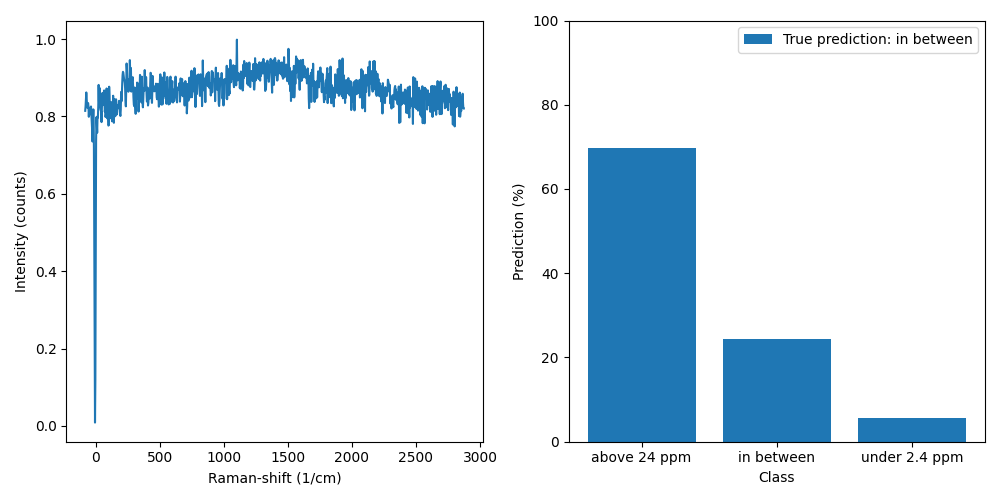 1.0
0.8
0.6
0.4
0.2
0.0
Intensity (counts)
0 500 1000 1500 2000 2500 3000
Raman-shift (1/cm)
100
80
60
40
20
0
Prediction (%)
True prediction: in between
above 24 ppm in between under 2.4 ppm
Class